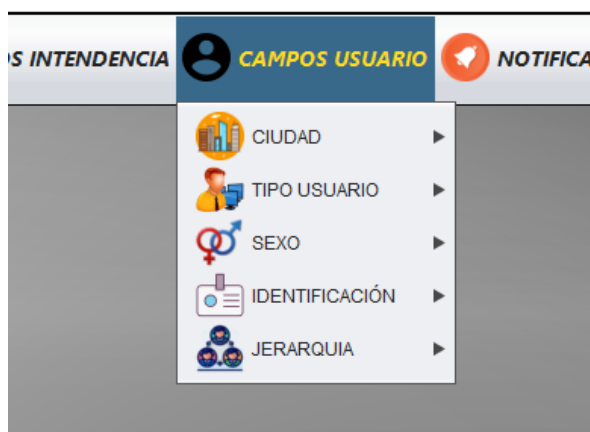 S INTENDENCIA CAMPOS USUARIO NOTIFICA
CIUDAD
TIPO USUARIO
SEXO
IDENTIFICACIÓN
JERARQUIA